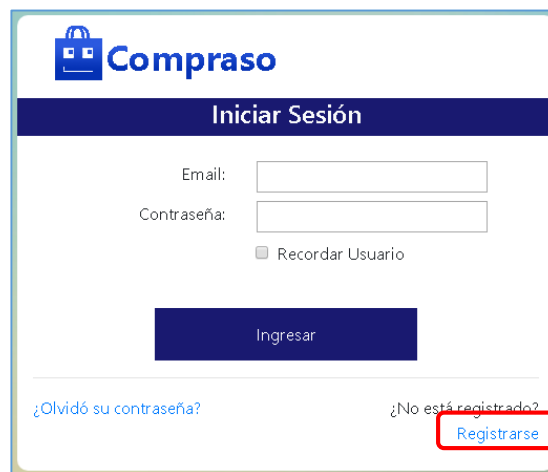 Compraso
Iniciar Sesión
Email:
Contraseña:
Recordar Usuario
Ingresar
¿Olvidó su contraseña?
¿No está registrado?
Registrarse